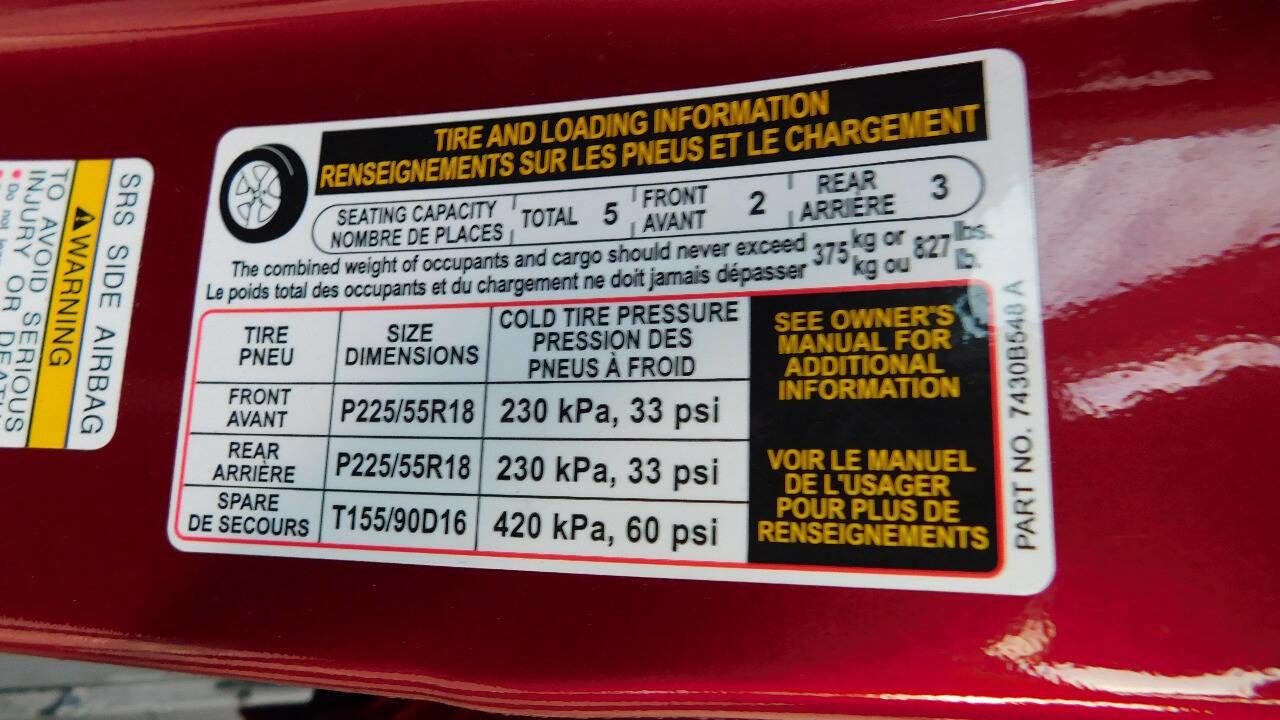 TIRE AND LOADING INFORMATION
RENSEIGNEMENTS SUR LES PNEUS ET LE CHARGEMENT
SEATING CAPACITY TOTAL 5 FRONT 2 REAR 3
NOMBRE DE PLACES AVANT ARRIÈRE
The combined weight of occupants and cargo should never exceed 375 kg or 827 lbs.
Le poids total des occupants et du chargement ne doit jamais dépasser kg ou lb.
TIRE
PNEU
SIZE
DIMENSIONS
COLD TIRE PRESSURE
PRESSION DES
PNEUS À FROID
FRONT
AVANT
P225/55R18
230 kPa, 33 psi
REAR
ARRIÈRE
P225/55R18
230 kPa, 33 psi
SPARE
DE SECOURS
T155/90D16
420 kPa, 60 psi
SEE OWNER'S
MANUAL FOR
ADDITIONAL
INFORMATION
VOIR LE MANUEL
DE L'USAGER
POUR PLUS DE
RENSEIGNEMENTS
PART NO. 7430B548 A
SRS SIDE AIRBAG
WARNING
TO AVOID SERIOUS
INJURY OR DEATH:
Do not